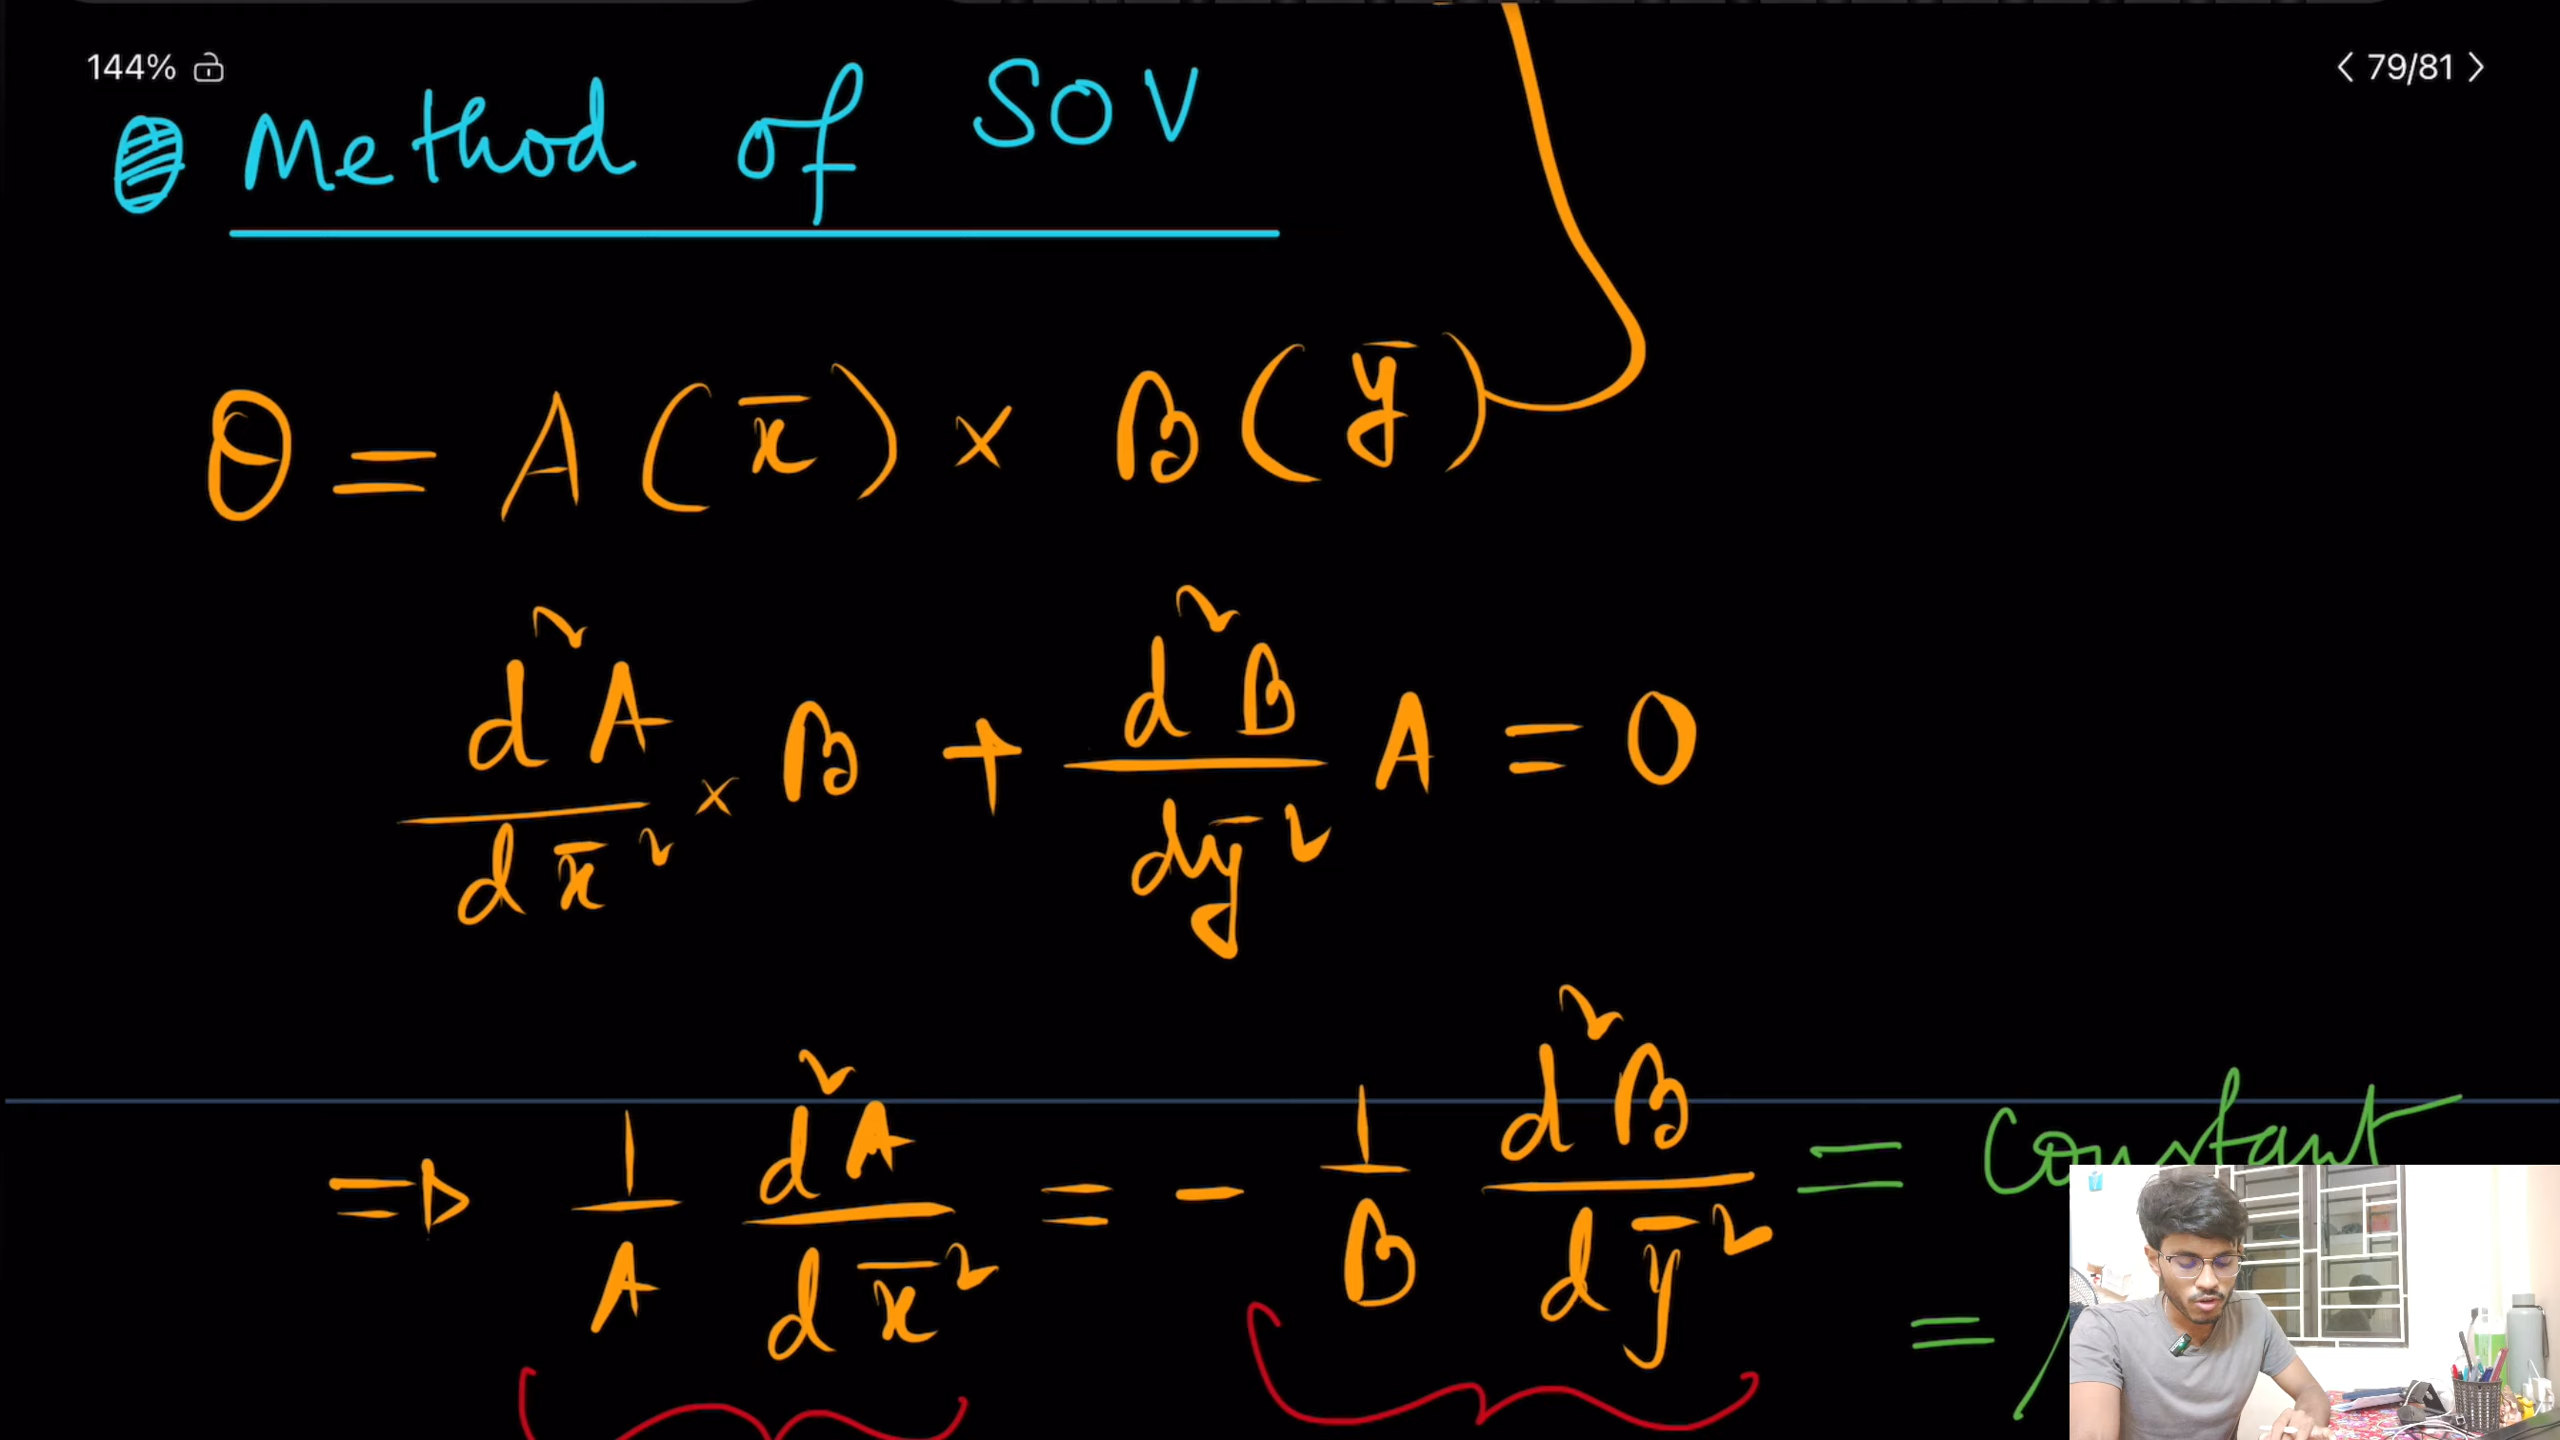 144%
< 79/81 >
Method of SOV
θ = A(x̄) × B(ȳ)
d²A/dx̄² × B + d²B/dȳ² A = 0
⇒ 1/A d²A/dx̄² = - 1/B d²B/dȳ² = Constant
=